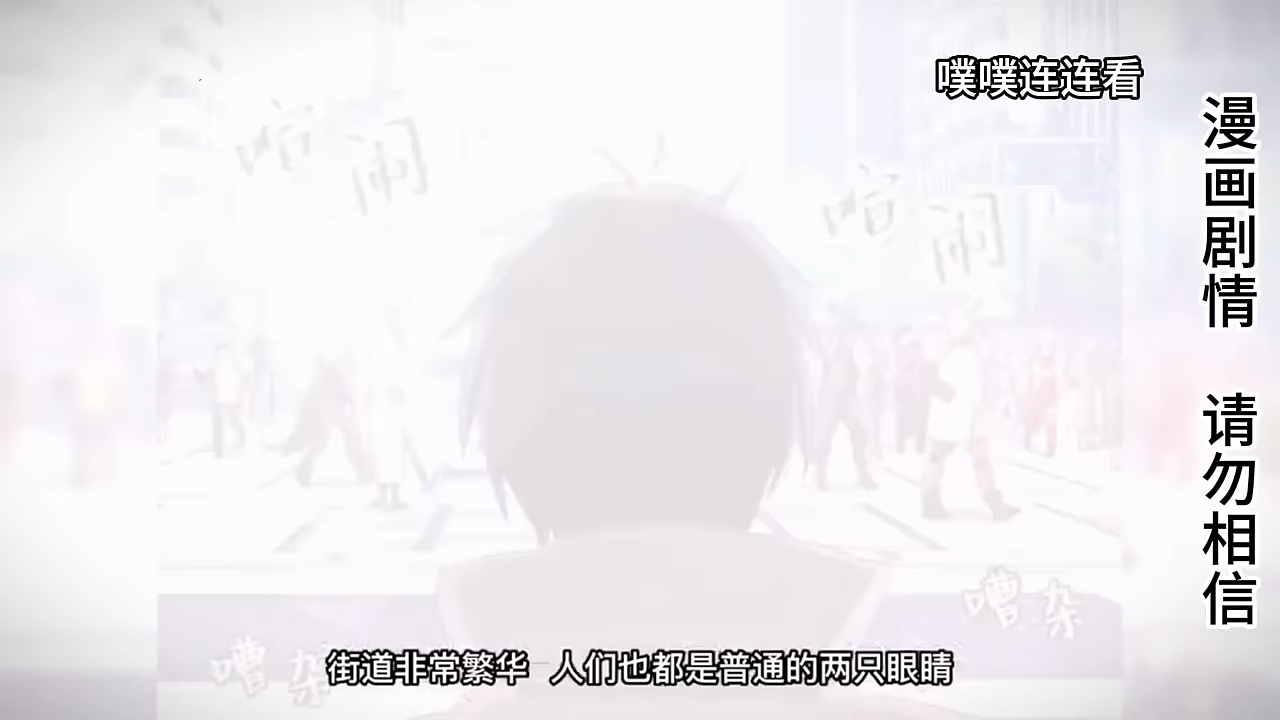 噗噗连连看
漫画剧情 请勿相信
喧闹
喧闹
嘈杂
嘈杂
街道非常繁华 人们也都是普通的两只眼睛